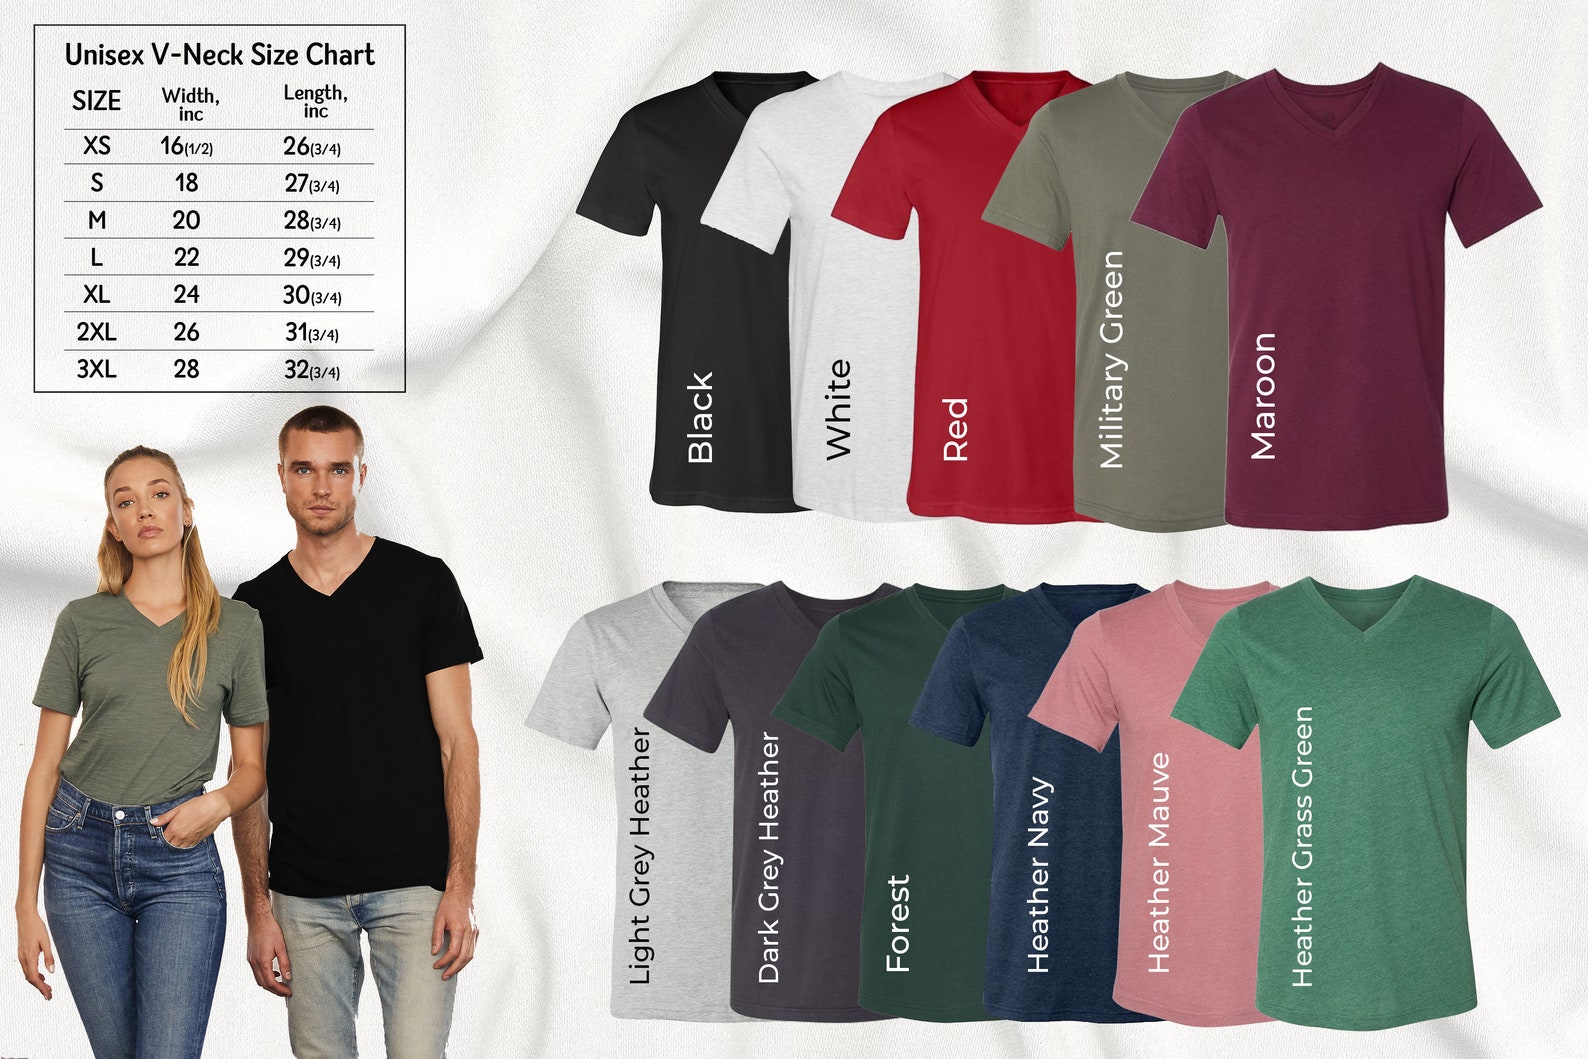 Unisex V-Neck Size Chart
SIZE Width, inc Length, inc
XS 16(1/2) 26(3/4)
S 18 27(3/4)
M 20 28(3/4)
L 22 29(3/4)
XL 24 30(3/4)
2XL 26 31(3/4)
3XL 28 32(3/4)
Black
White
Red
Military Green
Maroon
Light Grey Heather
Dark Grey Heather
Forest
Heather Navy
Heather Mauve
Heather Grass Green